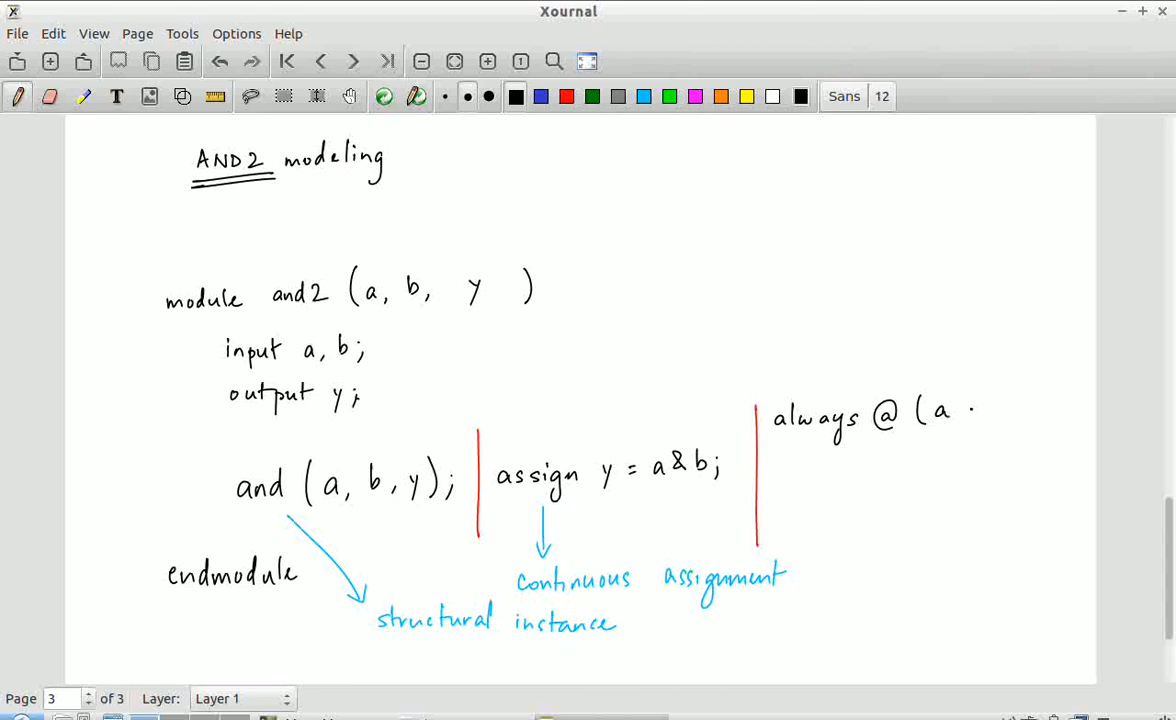 Xournal
File Edit View Page Tools Options Help
Sans 12
AND2 modeling
module and2 (a, b, y )
input a, b;
output y;
always @ (a
and (a, b, y); assign y = a&b;
endmodule
continuous assignment
structural instance
Page 3 of 3 Layer: Layer 1